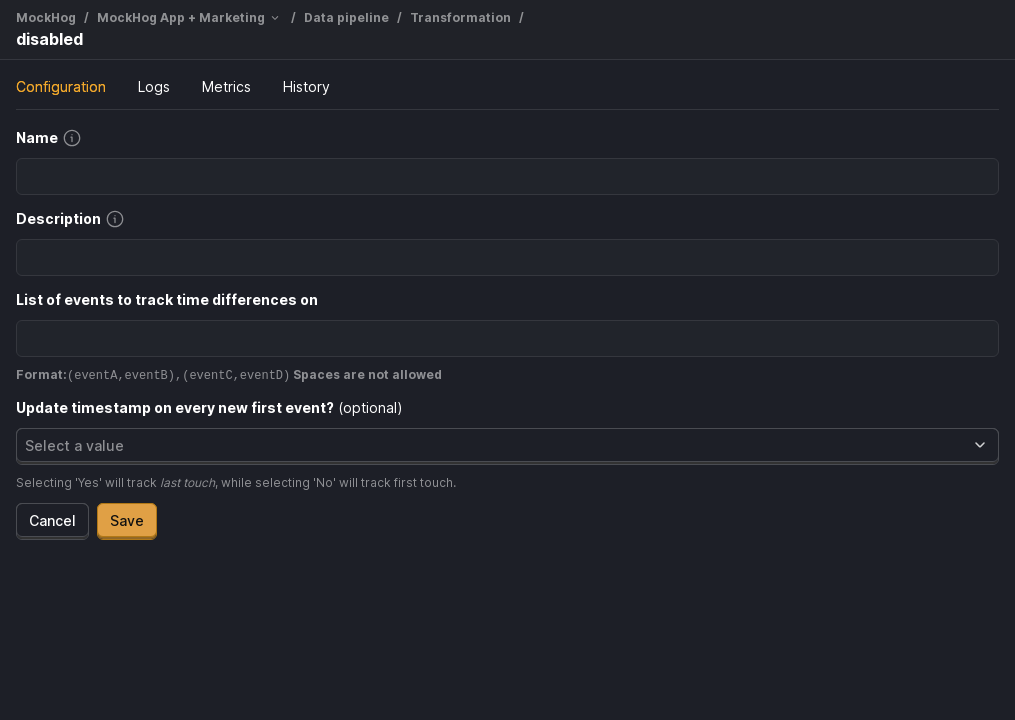 MockHog / MockHog App + Marketing / Data pipeline / Transformation /
disabled
Configuration Logs Metrics History
Name
Description
List of events to track time differences on
Format:(eventA,eventB),(eventC,eventD) Spaces are not allowed
Update timestamp on every new first event? (optional)
Select a value
Selecting 'Yes' will track last touch, while selecting 'No' will track first touch.
Cancel Save